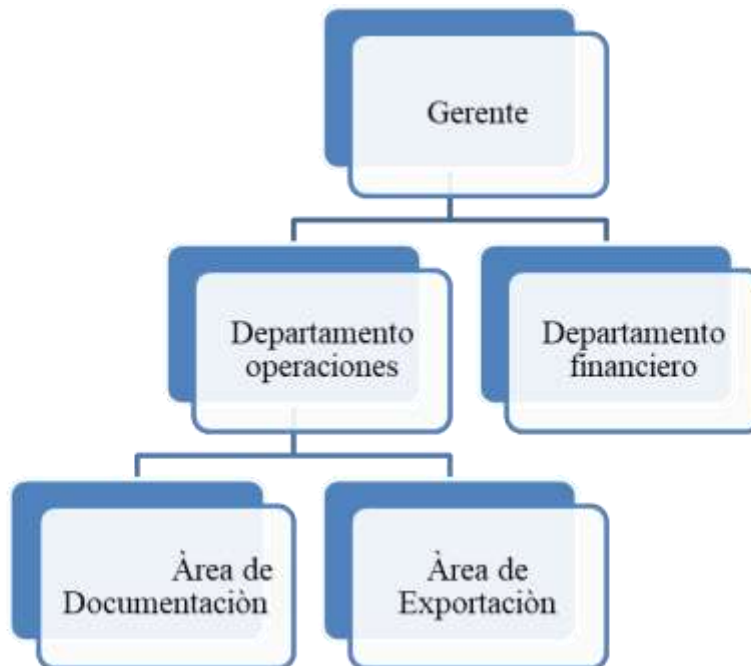 Gerente
Departamento
operaciones
Departamento
financiero
Àrea de
Documentaciòn
Àrea de
Exportaciòn